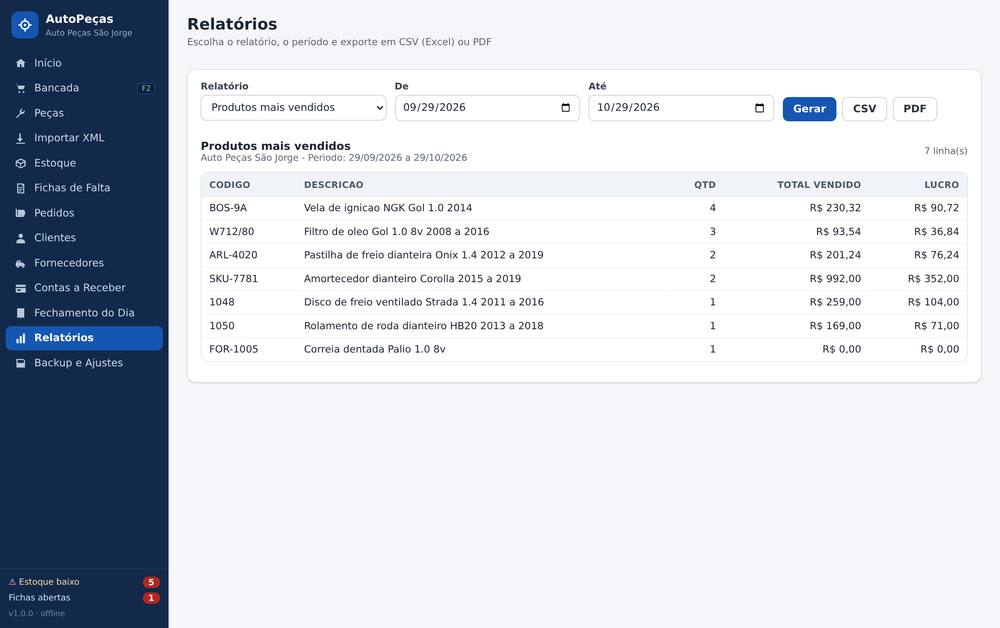 AutoPeças
Auto Peças São Jorge
Início
Bancada F2
Peças
Importar XML
Estoque
Fichas de Falta
Pedidos
Clientes
Fornecedores
Contas a Receber
Fechamento do Dia
Relatórios
Backup e Ajustes
⚠ Estoque baixo 5
Fichas abertas 1
v1.0.0 · offline
Relatórios
Escolha o relatório, o período e exporte em CSV (Excel) ou PDF
Relatório De Até
Produtos mais vendidos 09/29/2026 10/29/2026 Gerar CSV PDF
Produtos mais vendidos
Auto Peças São Jorge - Periodo: 29/09/2026 a 29/10/2026
7 linha(s)
CODIGO DESCRICAO QTD TOTAL VENDIDO LUCRO
BOS-9A Vela de ignicao NGK Gol 1.0 2014 4 R$ 230,32 R$ 90,72
W712/80 Filtro de oleo Gol 1.0 8v 2008 a 2016 3 R$ 93,54 R$ 36,84
ARL-4020 Pastilha de freio dianteira Onix 1.4 2012 a 2019 2 R$ 201,24 R$ 76,24
SKU-7781 Amortecedor dianteiro Corolla 2015 a 2019 2 R$ 992,00 R$ 352,00
1048 Disco de freio ventilado Strada 1.4 2011 a 2016 1 R$ 259,00 R$ 104,00
1050 Rolamento de roda dianteiro HB20 2013 a 2018 1 R$ 169,00 R$ 71,00
FOR-1005 Correia dentada Palio 1.0 8v 1 R$ 0,00 R$ 0,00